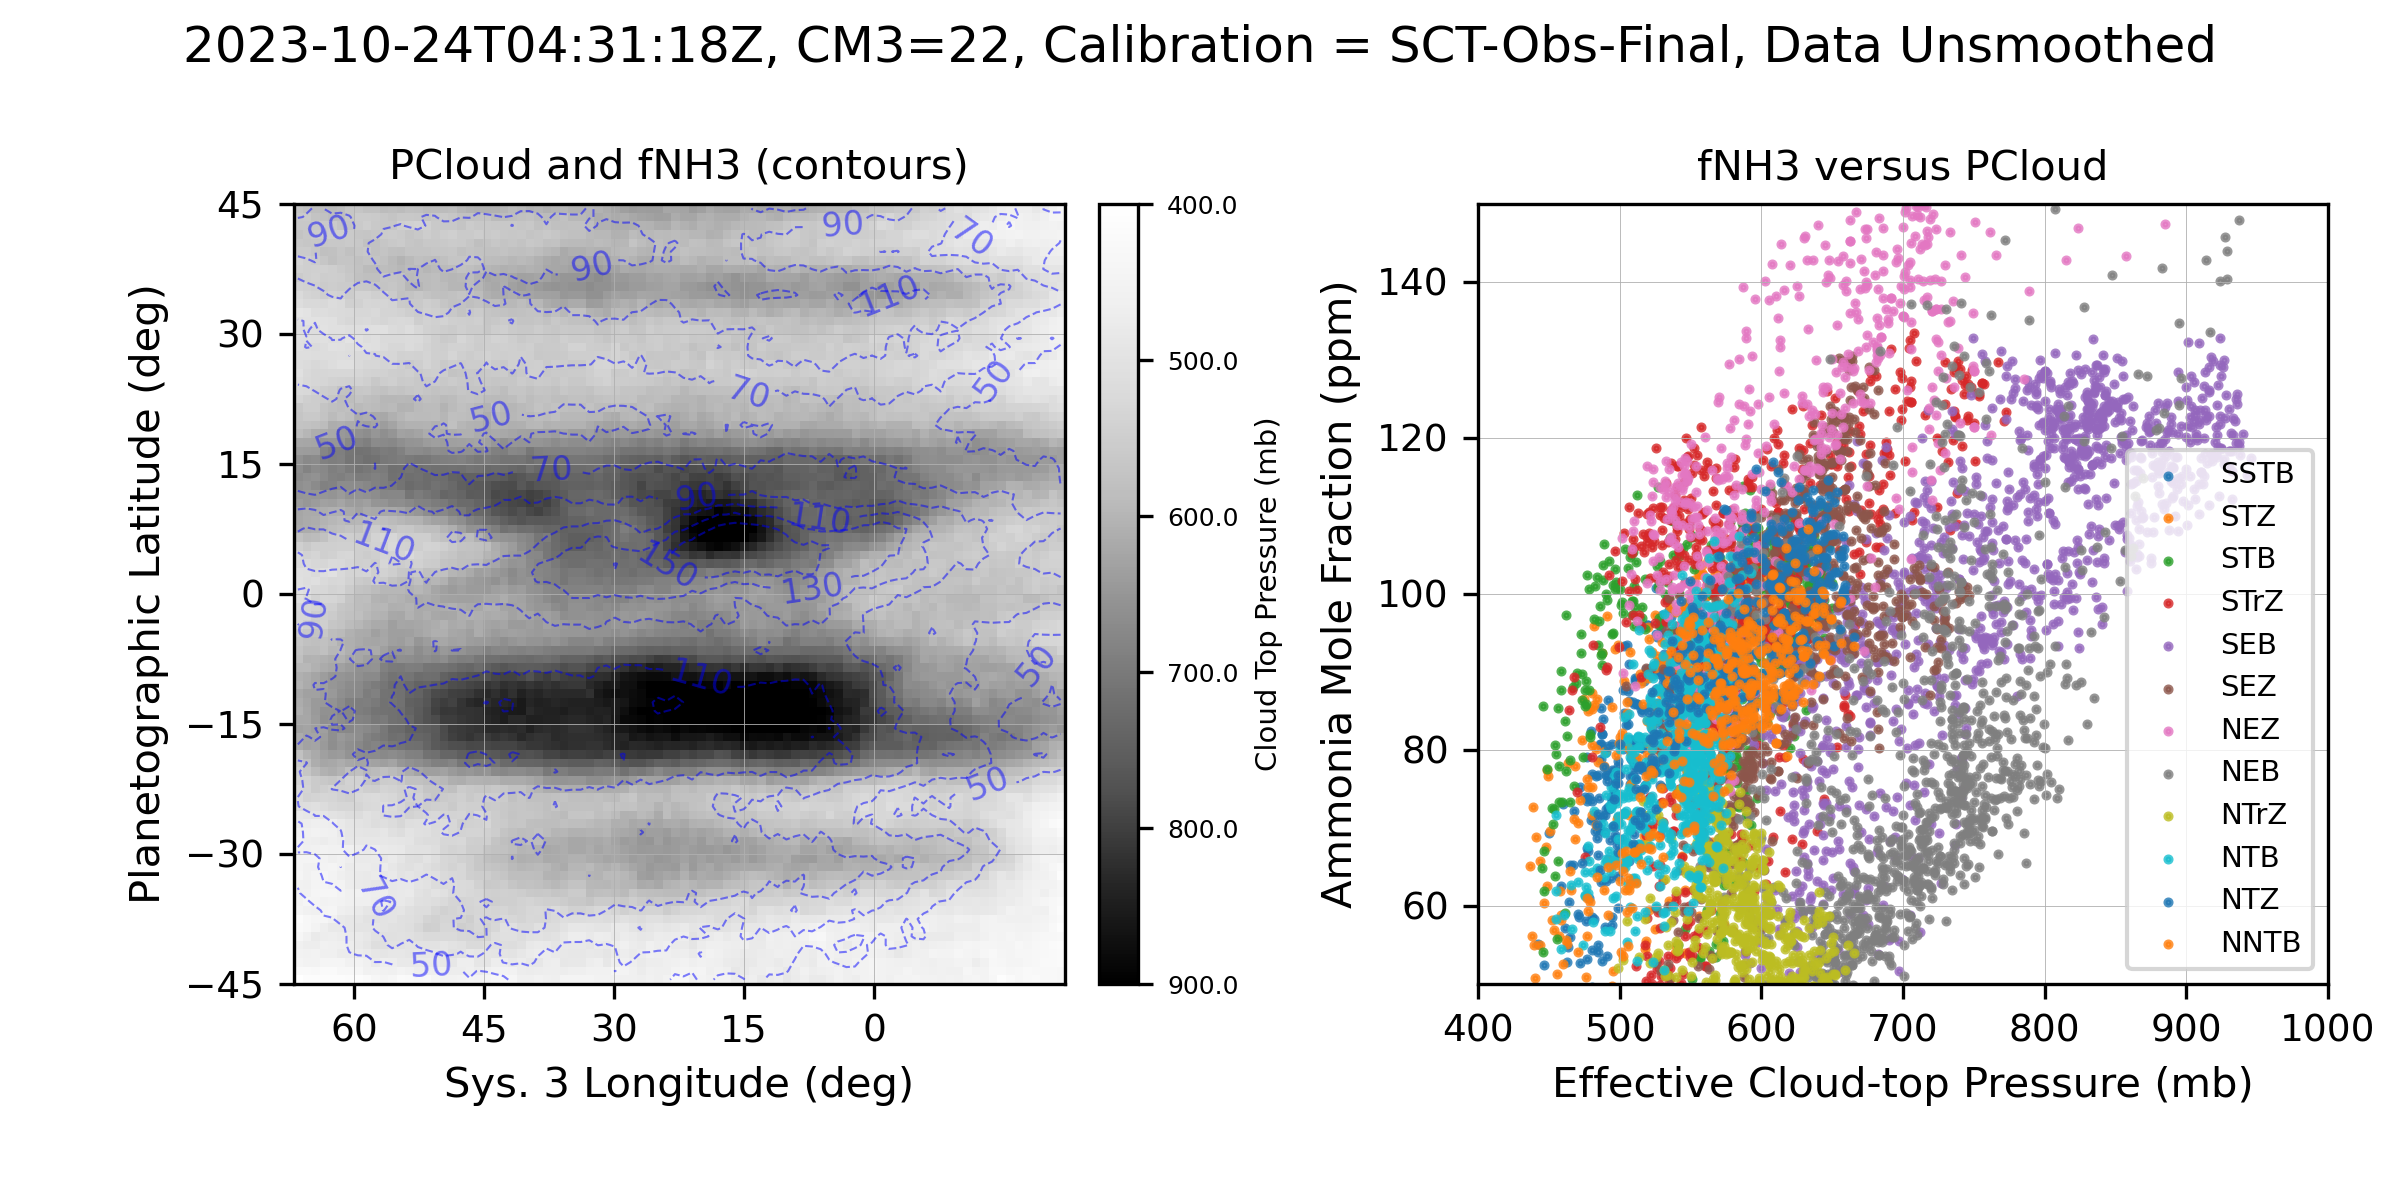 2023-10-24T04:31:18Z, CM3=22, Calibration = SCT-Obs-Final, Data Unsmoothed
PCloud and fNH3 (contours)
45
30
15
0
−15
−30
−45
Planetographic Latitude (deg)
60
45
30
15
0
Sys. 3 Longitude (deg)
90
90
70
90
110
70
50
50
50
70
90
110
110
150
130
90
110
50
50
70
50
400.0
500.0
600.0
700.0
800.0
900.0
Cloud Top Pressure (mb)
fNH3 versus PCloud
140
120
100
80
60
Ammonia Mole Fraction (ppm)
400
500
600
700
800
900
1000
Effective Cloud-top Pressure (mb)
SSTB
STZ
STB
STrZ
SEB
SEZ
NEZ
NEB
NTrZ
NTB
NTZ
NNTB